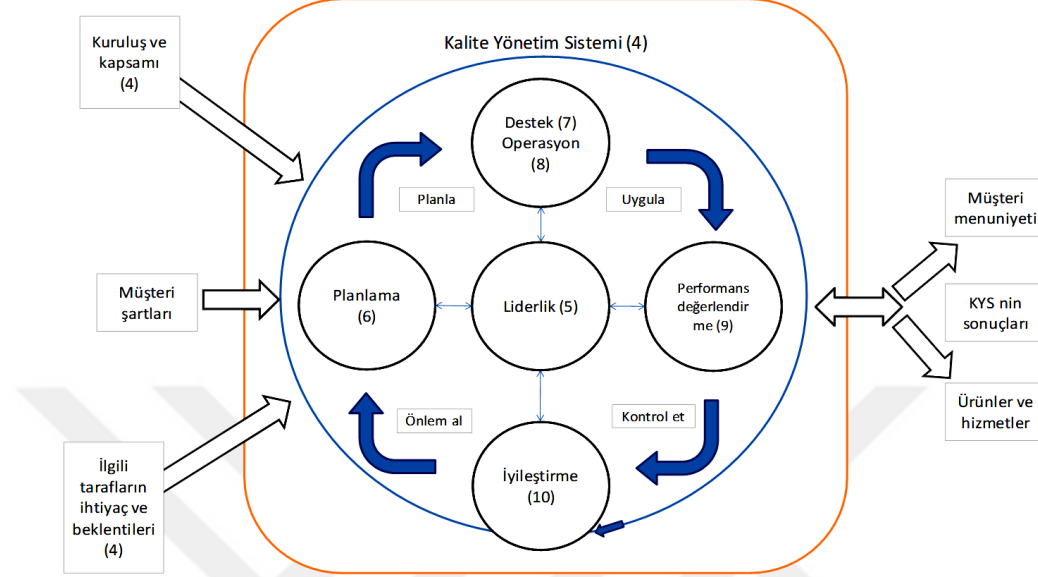 Kalite Yönetim Sistemi (4)
Kuruluş ve
kapsamı
(4)
Destek (7)
Operasyon
(8)
Planla
Uygula
Müşteri
menuniyeti
Müşteri
şartları
Planlama
(6)
Liderlik (5)
Performans
değerlendir
me (9)
KYS nin
sonuçları
Önlem al
Kontrol et
Ürünler ve
hizmetler
İlgili
tarafların
ihtiyaç ve
beklentileri
(4)
İyileştirme
(10)